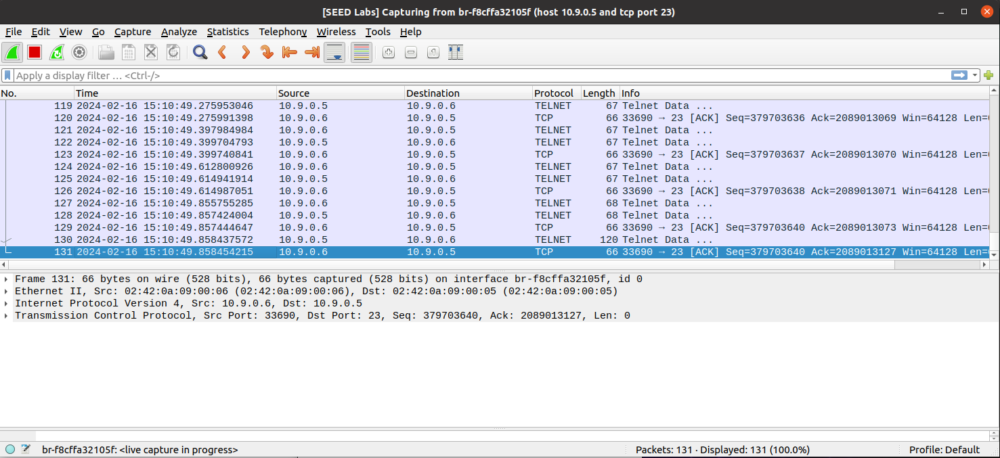 [SEED Labs] Capturing from br-f8cffa32105f (host 10.9.0.5 and tcp port 23)
File Edit View Go Capture Analyze Statistics Telephony Wireless Tools Help
Apply a display filter … <Ctrl-/>
No. Time Source Destination Protocol Length Info
119 2024-02-16 15:10:49.275953046 10.9.0.5 10.9.0.6 TELNET 67 Telnet Data ...
120 2024-02-16 15:10:49.275991398 10.9.0.6 10.9.0.5 TCP 66 33690 → 23 [ACK] Seq=379703636 Ack=2089013069 Win=64128 Len=
121 2024-02-16 15:10:49.397984984 10.9.0.6 10.9.0.5 TELNET 67 Telnet Data ...
122 2024-02-16 15:10:49.399704793 10.9.0.5 10.9.0.6 TELNET 67 Telnet Data ...
123 2024-02-16 15:10:49.399740841 10.9.0.6 10.9.0.5 TCP 66 33690 → 23 [ACK] Seq=379703637 Ack=2089013070 Win=64128 Len=
124 2024-02-16 15:10:49.612800926 10.9.0.6 10.9.0.5 TELNET 67 Telnet Data ...
125 2024-02-16 15:10:49.614941914 10.9.0.5 10.9.0.6 TELNET 67 Telnet Data ...
126 2024-02-16 15:10:49.614987051 10.9.0.6 10.9.0.5 TCP 66 33690 → 23 [ACK] Seq=379703638 Ack=2089013071 Win=64128 Len=
127 2024-02-16 15:10:49.855755285 10.9.0.6 10.9.0.5 TELNET 68 Telnet Data ...
128 2024-02-16 15:10:49.857424004 10.9.0.5 10.9.0.6 TELNET 68 Telnet Data ...
129 2024-02-16 15:10:49.857444647 10.9.0.6 10.9.0.5 TCP 66 33690 → 23 [ACK] Seq=379703640 Ack=2089013073 Win=64128 Len=
130 2024-02-16 15:10:49.858437572 10.9.0.5 10.9.0.6 TELNET 120 Telnet Data ...
131 2024-02-16 15:10:49.858454215 10.9.0.6 10.9.0.5 TCP 66 33690 → 23 [ACK] Seq=379703640 Ack=2089013127 Win=64128 Len=
Frame 131: 66 bytes on wire (528 bits), 66 bytes captured (528 bits) on interface br-f8cffa32105f, id 0
Ethernet II, Src: 02:42:0a:09:00:06 (02:42:0a:09:00:06), Dst: 02:42:0a:09:00:05 (02:42:0a:09:00:05)
Internet Protocol Version 4, Src: 10.9.0.6, Dst: 10.9.0.5
Transmission Control Protocol, Src Port: 33690, Dst Port: 23, Seq: 379703640, Ack: 2089013127, Len: 0
br-f8cffa32105f: <live capture in progress> Packets: 131 · Displayed: 131 (100.0%) Profile: Default